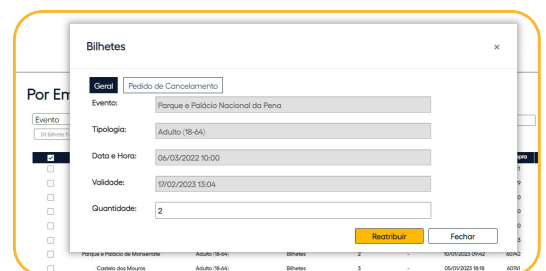 Bilhetes ×
Geral Pedido de Cancelamento
Por Em
Evento: Parque e Palácio Nacional da Pena
Evento
Tipologia: Adulto (18-64)
Data e Hora: 06/03/2022 10:00
Validade: 17/02/2023 13:04
Quantidade: 2
Reatribuir Fechar
Parque e Palácio de Monserrate Adulto (18-64) Bilhetes 2 - 10/01/2023 09:42 60742
Castelo dos Mouros Adulto (18-64) Bilhetes 3 - 05/01/2023 18:18 60741